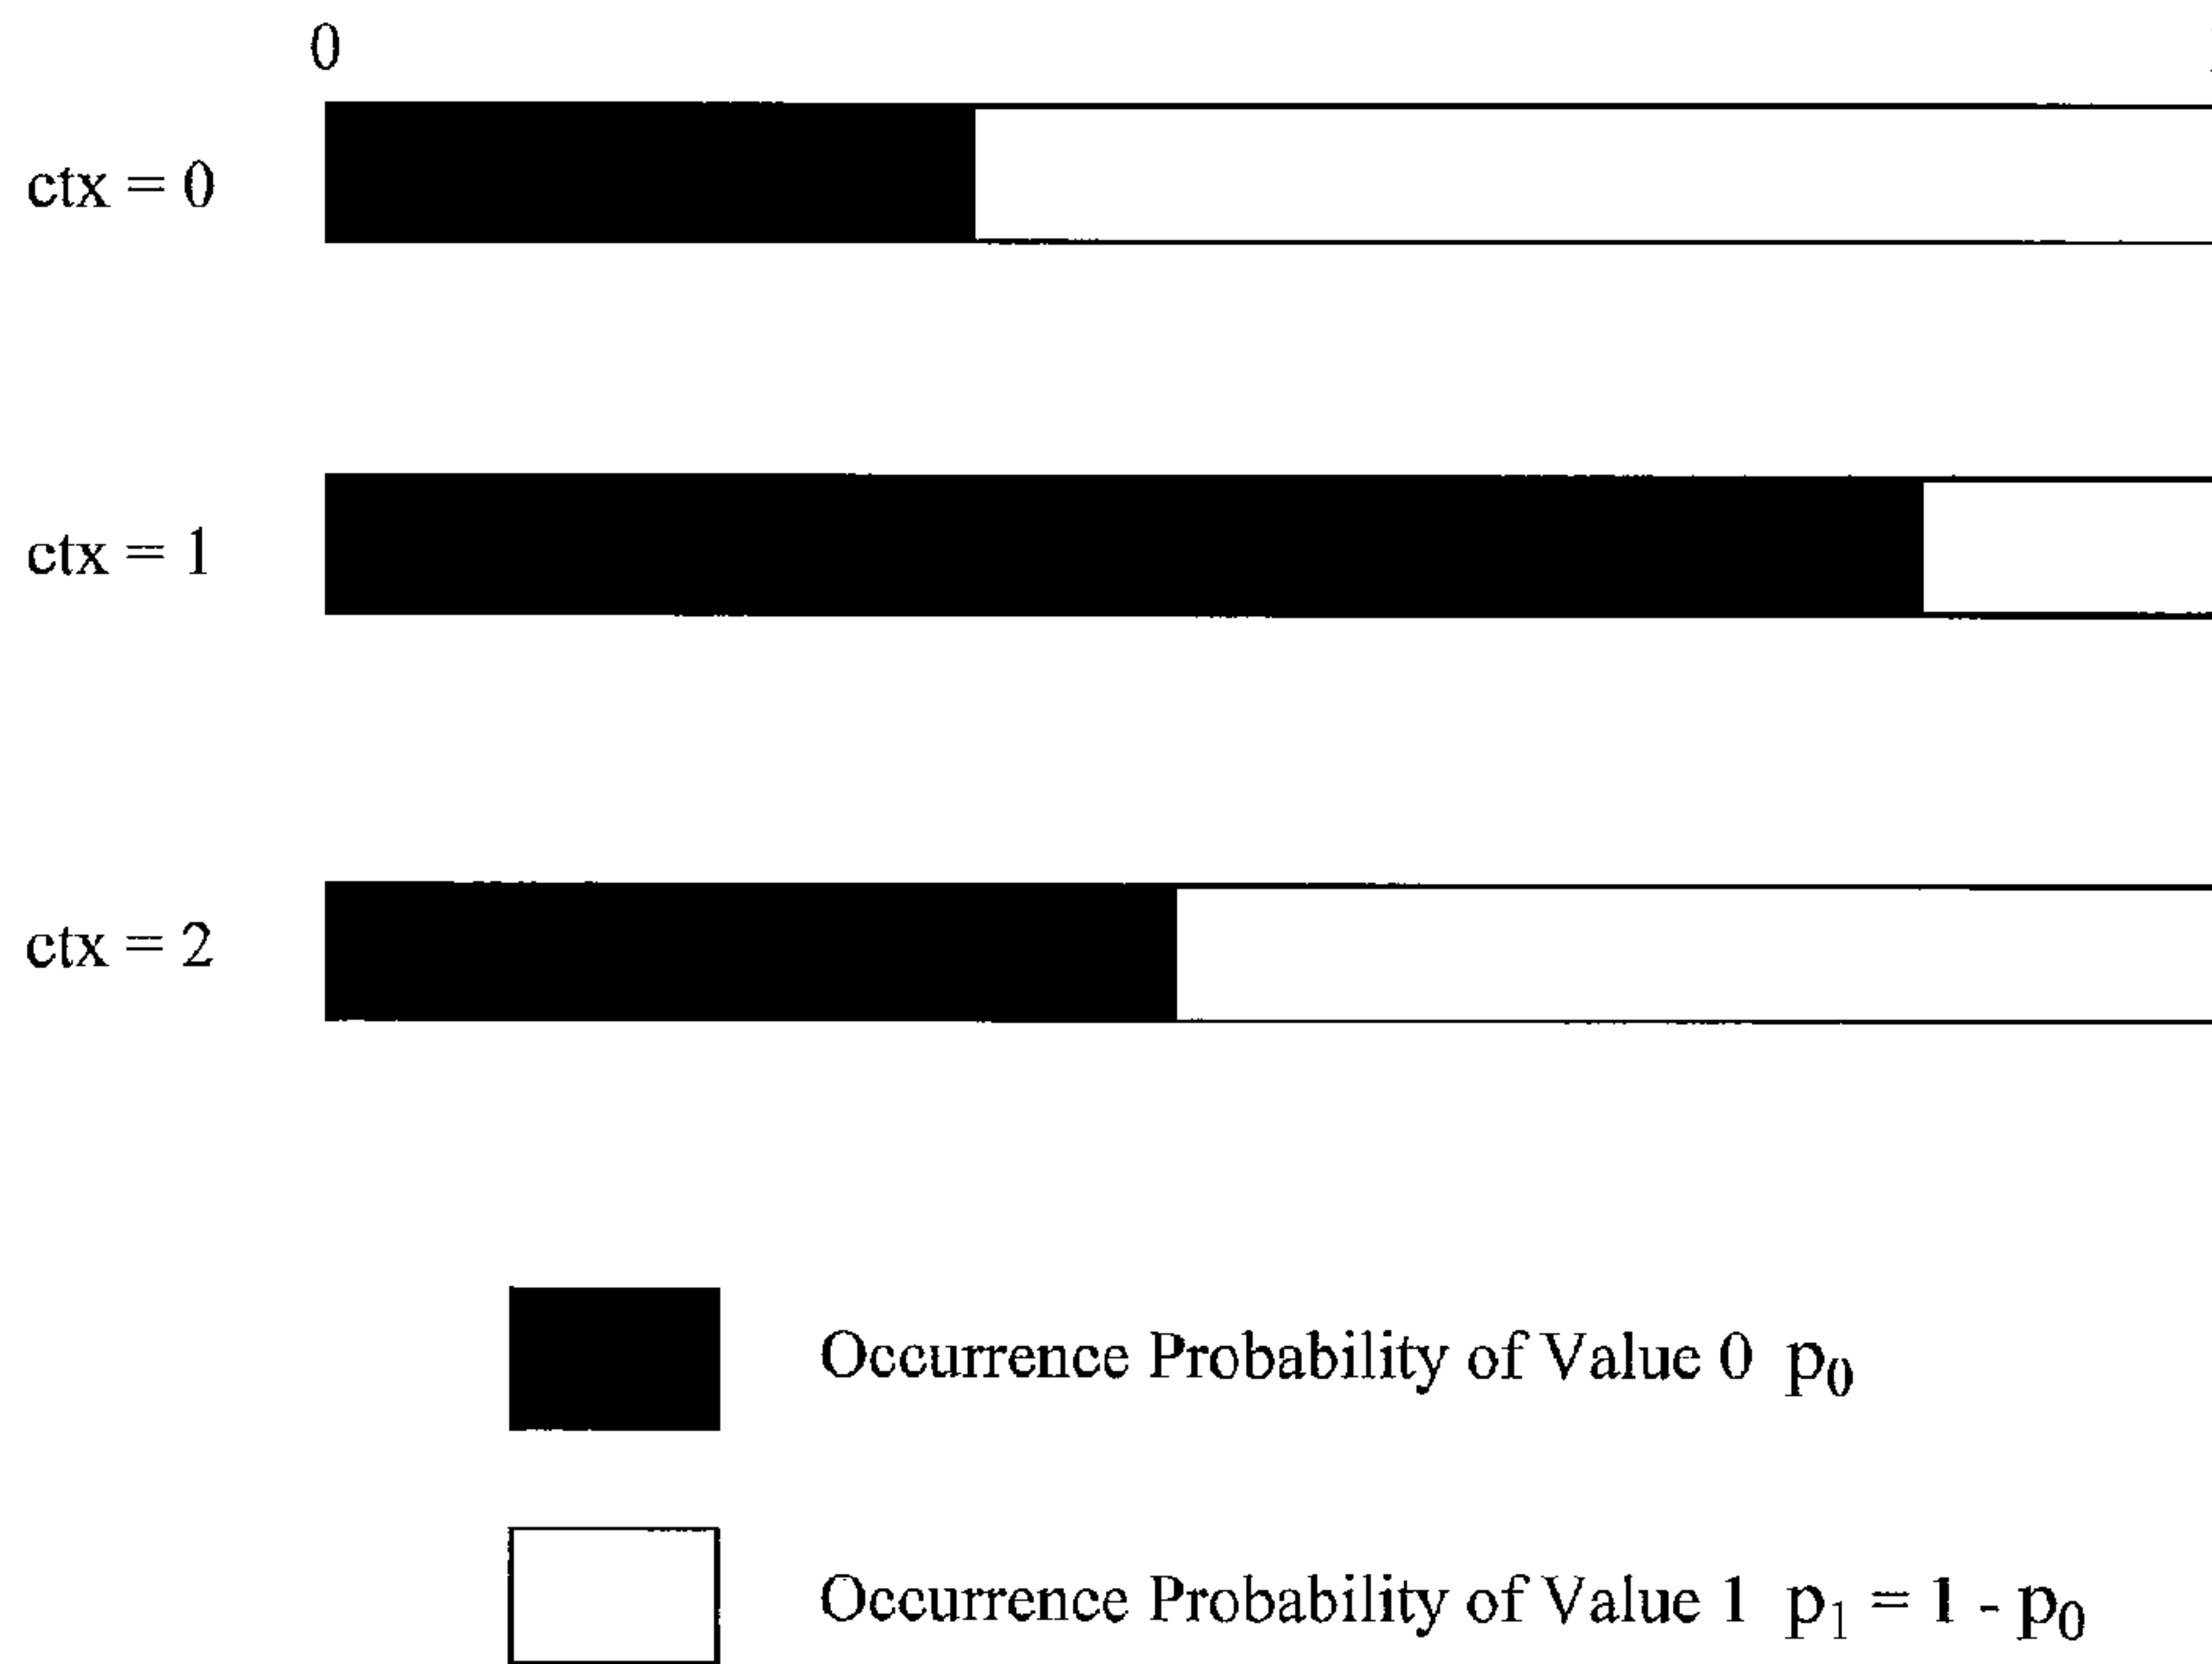 0
ctx = 0
ctx = 1
ctx = 2
Occurrence Probability of Value 0 p₀
Occurrence Probability of Value 1 p₁ = 1 - p₀